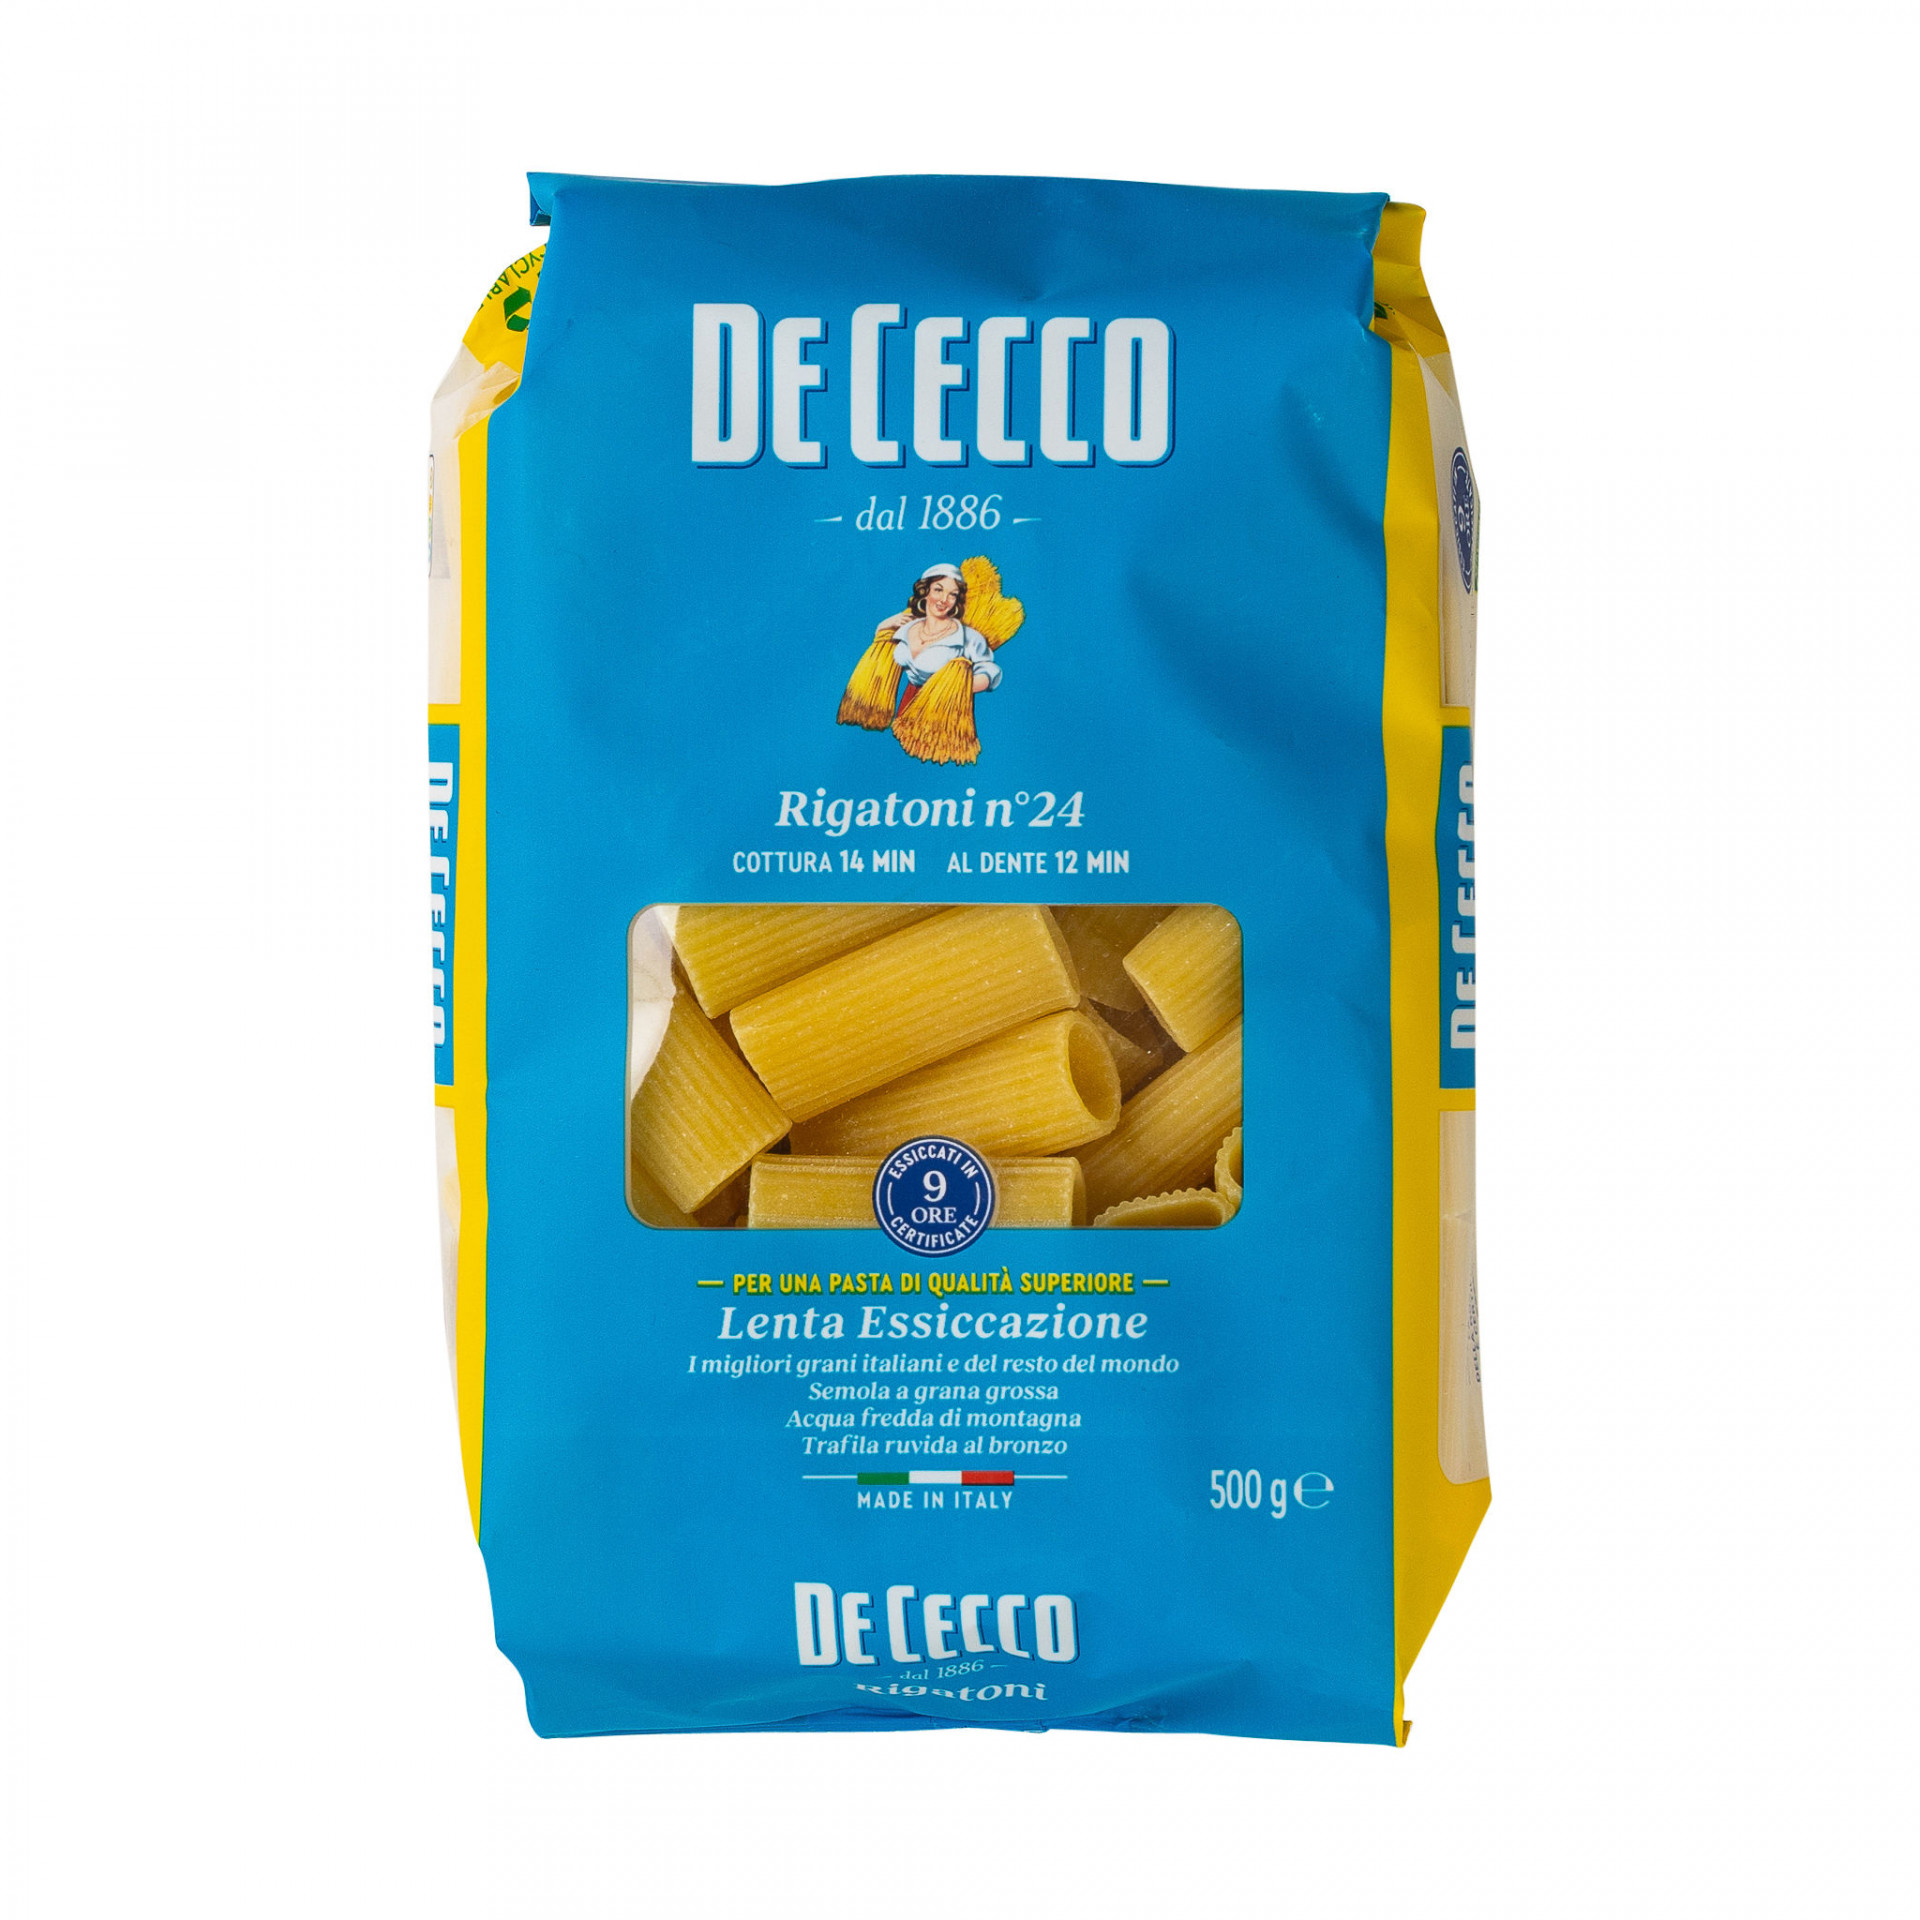 DE CECCO
dal 1886
Rigatoni n°24
COTTURA 14 MIN AL DENTE 12 MIN
ESSICCATI IN
9
ORE
CERTIFICATE
PER UNA PASTA DI QUALITÀ SUPERIORE
Lenta Essiccazione
I migliori grani italiani e del resto del mondo
Semola a grana grossa
Acqua fredda di montagna
Trafila ruvida al bronzo
MADE IN ITALY
500 g ℮
DE CECCO
dal 1886
Rigatoni
DE CECCO
DE CECCO